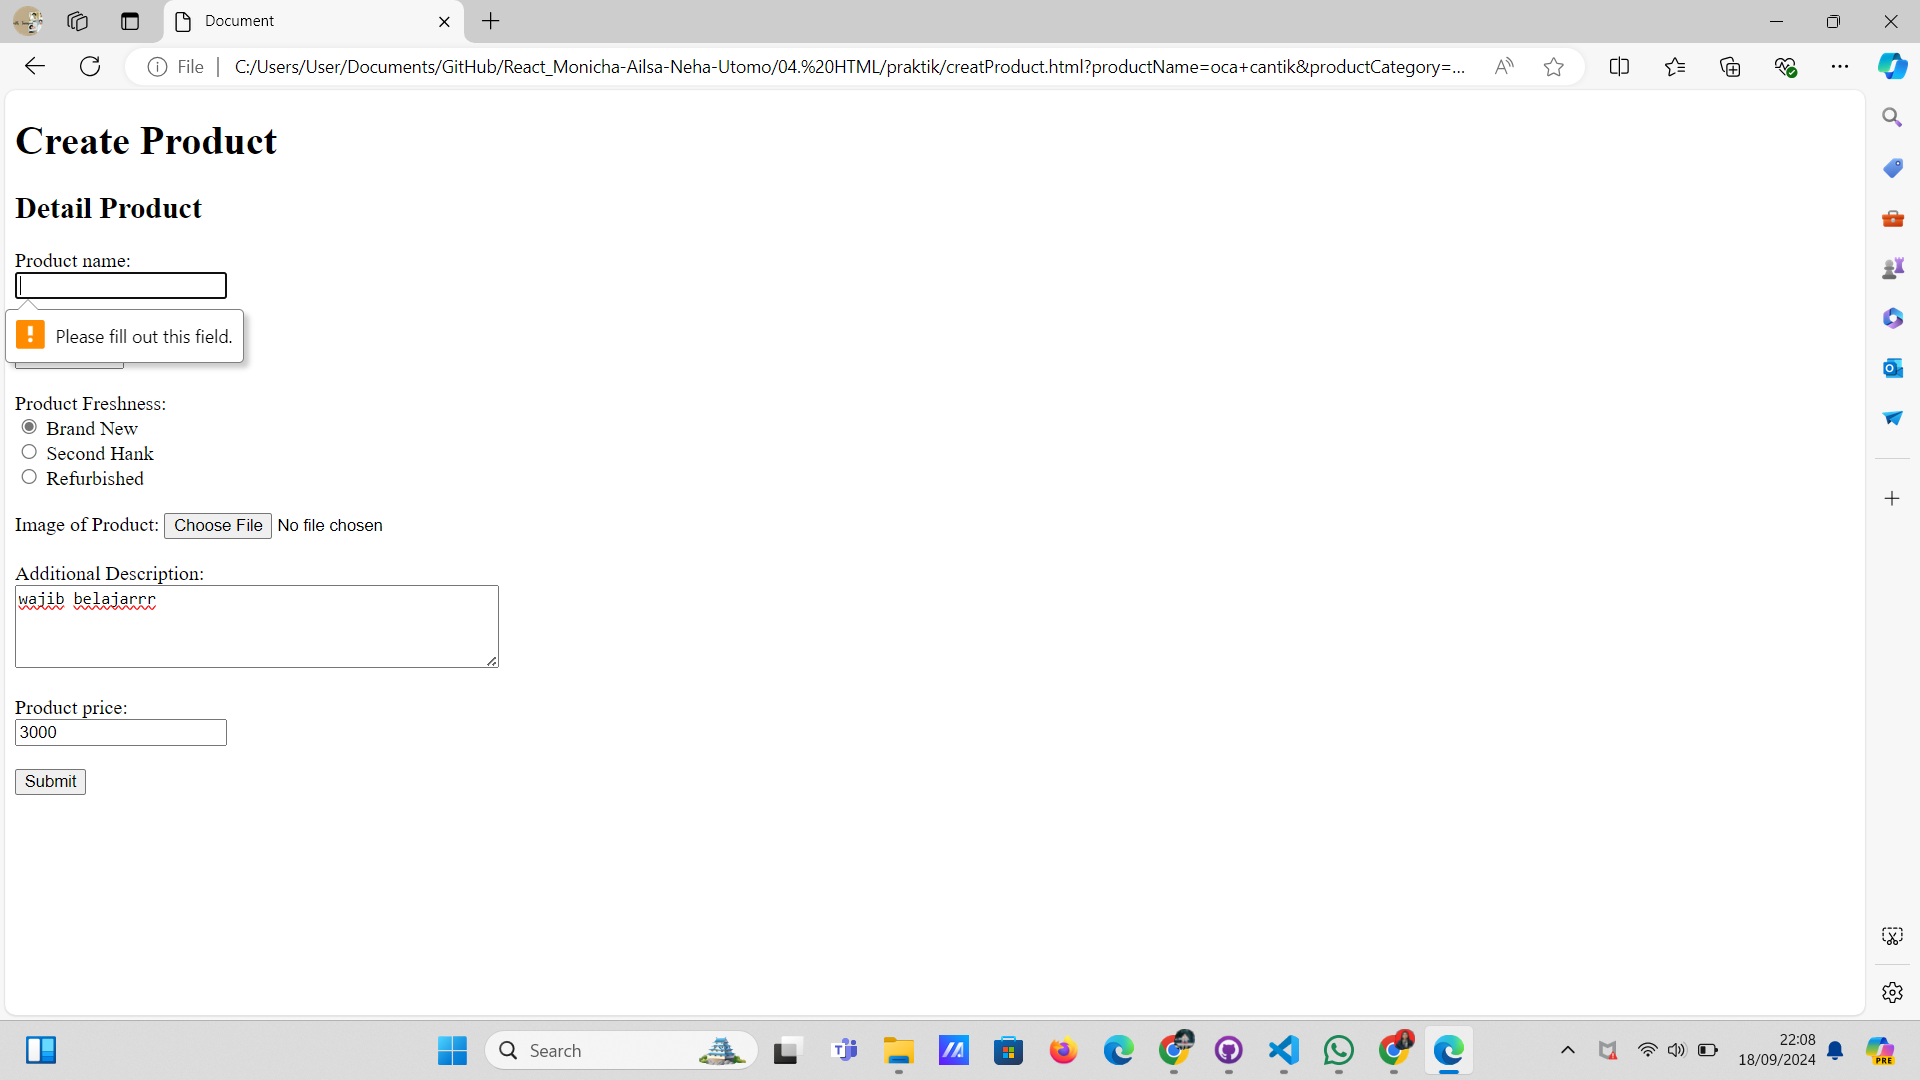 Document
File
C:/Users/User/Documents/GitHub/React_Monicha-Ailsa-Neha-Utomo/04.%20HTML/praktik/creatProduct.html?productName=oca+cantik&productCategory=...
Create Product
Detail Product
Product name:
Please fill out this field.
Product Freshness:
Brand New
Second Hank
Refurbished
Image of Product: Choose File No file chosen
Additional Description:
wajib belajarrr
Product price:
3000
Submit
Search
22:08
18/09/2024
PRE